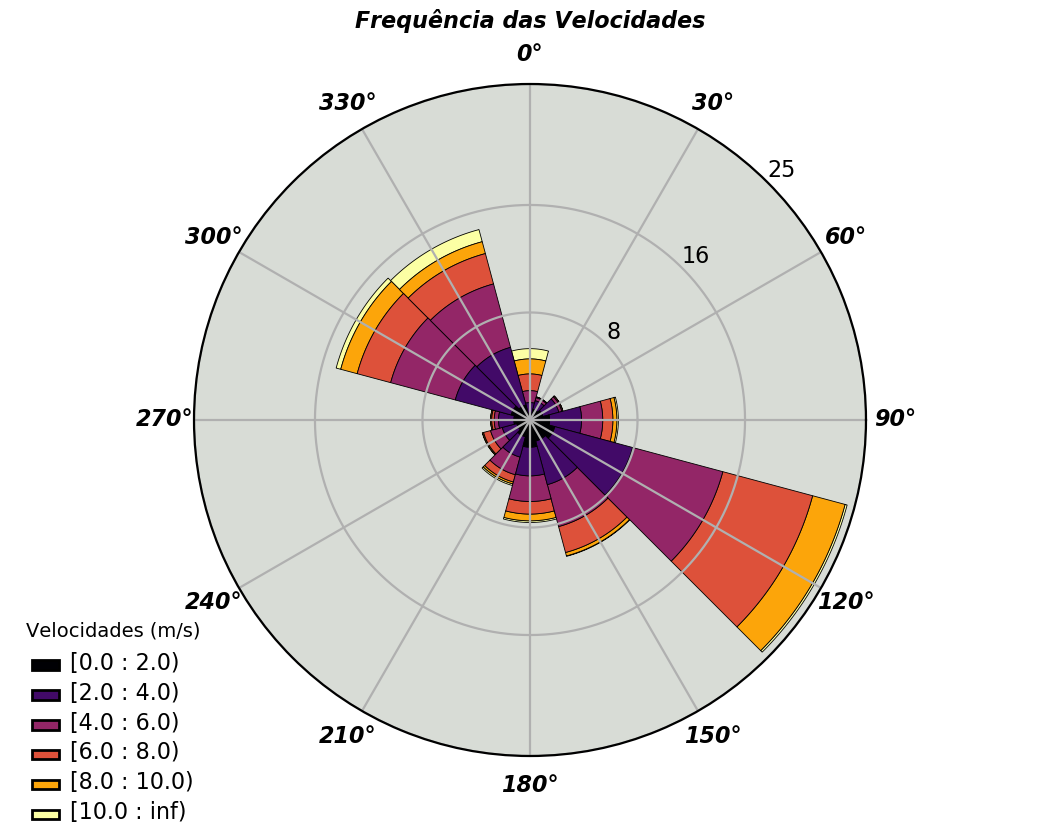 Frequência das Velocidades
0°
330°
30°
25
300°
60°
16
8
270°
90°
240°
120°
210°
150°
180°
Velocidades (m/s)
[0.0 : 2.0)
[2.0 : 4.0)
[4.0 : 6.0)
[6.0 : 8.0)
[8.0 : 10.0)
[10.0 : inf)